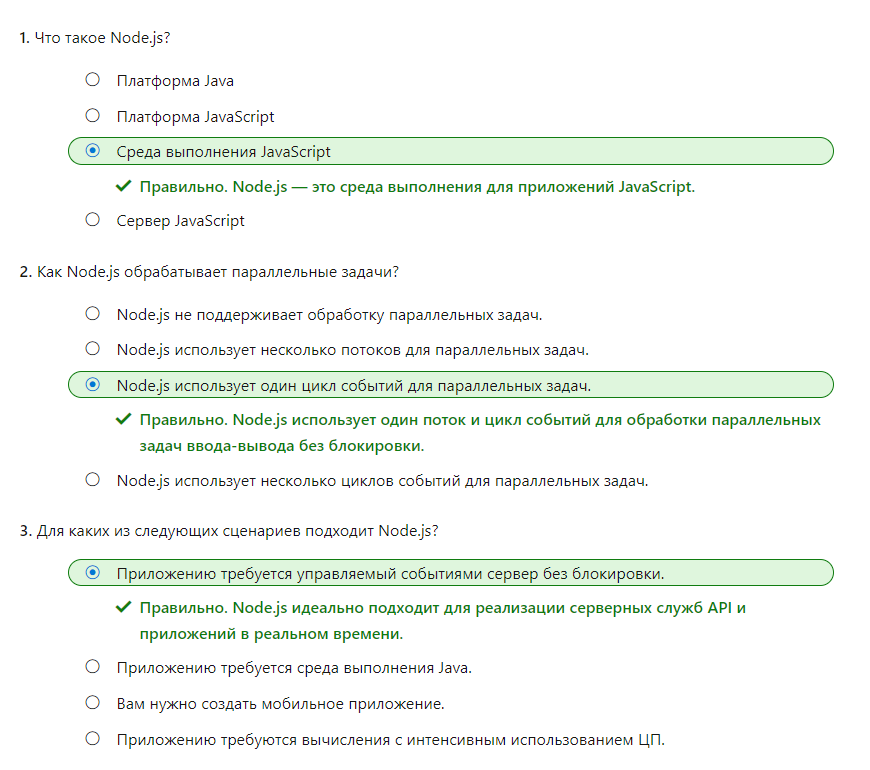 1. Что такое Node.js?
Платформа Java
Платформа JavaScript
Среда выполнения JavaScript
Правильно. Node.js — это среда выполнения для приложений JavaScript.
Сервер JavaScript
2. Как Node.js обрабатывает параллельные задачи?
Node.js не поддерживает обработку параллельных задач.
Node.js использует несколько потоков для параллельных задач.
Node.js использует один цикл событий для параллельных задач.
Правильно. Node.js использует один поток и цикл событий для обработки параллельных
задач ввода-вывода без блокировки.
Node.js использует несколько циклов событий для параллельных задач.
3. Для каких из следующих сценариев подходит Node.js?
Приложению требуется управляемый событиями сервер без блокировки.
Правильно. Node.js идеально подходит для реализации серверных служб API и
приложений в реальном времени.
Приложению требуется среда выполнения Java.
Вам нужно создать мобильное приложение.
Приложению требуются вычисления с интенсивным использованием ЦП.